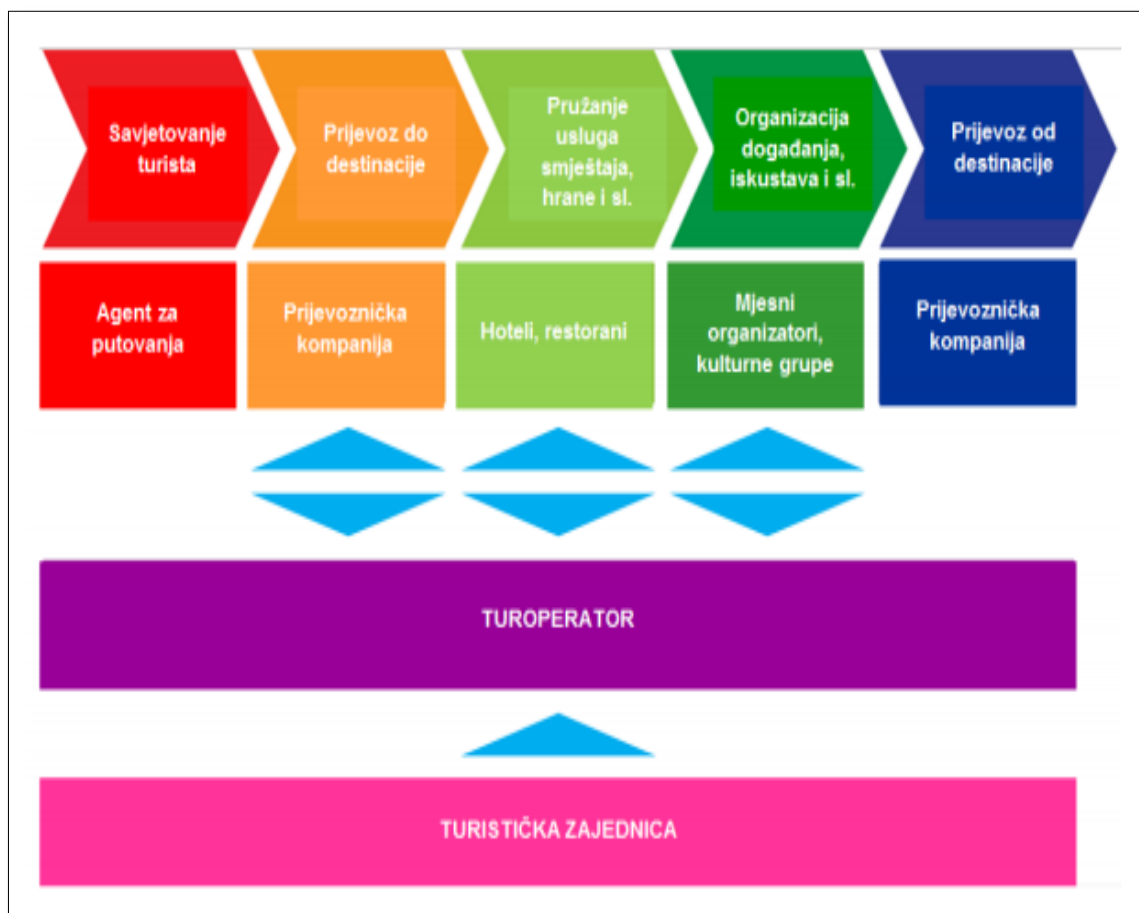 Savjetovanje
turista
Prijevoz do
destinacije
Pružanje
usluga
smještaja,
hrane i sl.
Organizacija
događanja,
iskustava i sl.
Prijevoz od
destinacije
Agent za
putovanja
Prijevoznička
kompanija
Hoteli, restorani
Mjesni
organizatori,
kulturne grupe
Prijevoznička
kompanija
TUROPERATOR
TURISTIČKA ZAJEDNICA